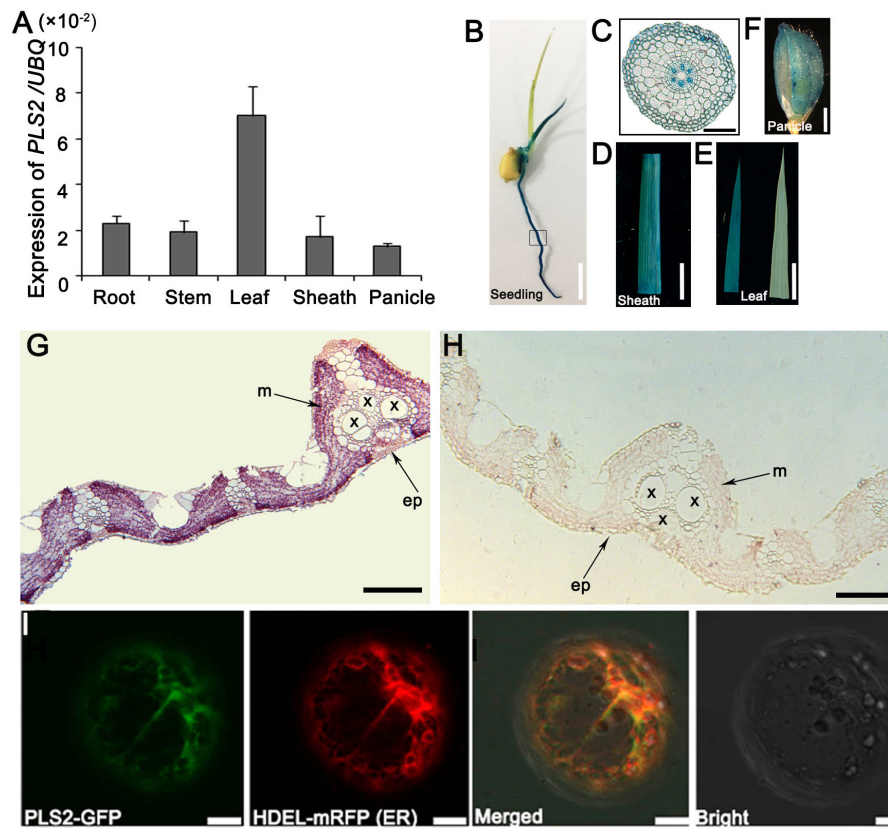 A (×10⁻²)
Expression of PLS2 /UBQ
10
8
6
4
2
0
Root Stem Leaf Sheath Panicle
B
Seedling
C
F
Panicle
D
Sheath
E
Leaf
G
m
x
x
x
ep
H
m
x
x
x
ep
I
PLS2-GFP
HDEL-mRFP (ER)
Merged
Bright